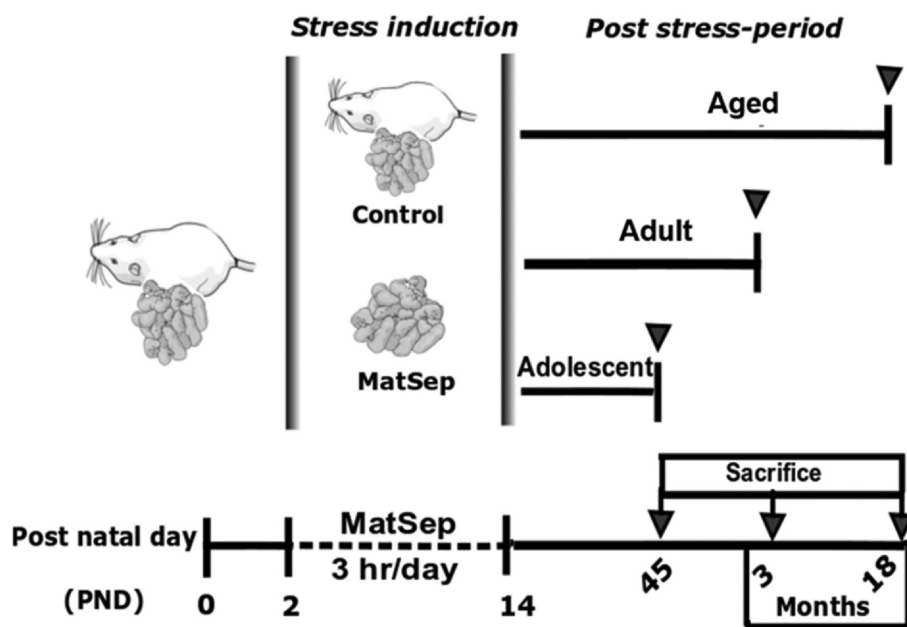 Stress induction
Post stress-period
Aged
Control
Adult
MatSep
Adolescent
Sacrifice
Post natal day
MatSep
(PND)
3 hr/day
0
2
14
45
3
18
Months